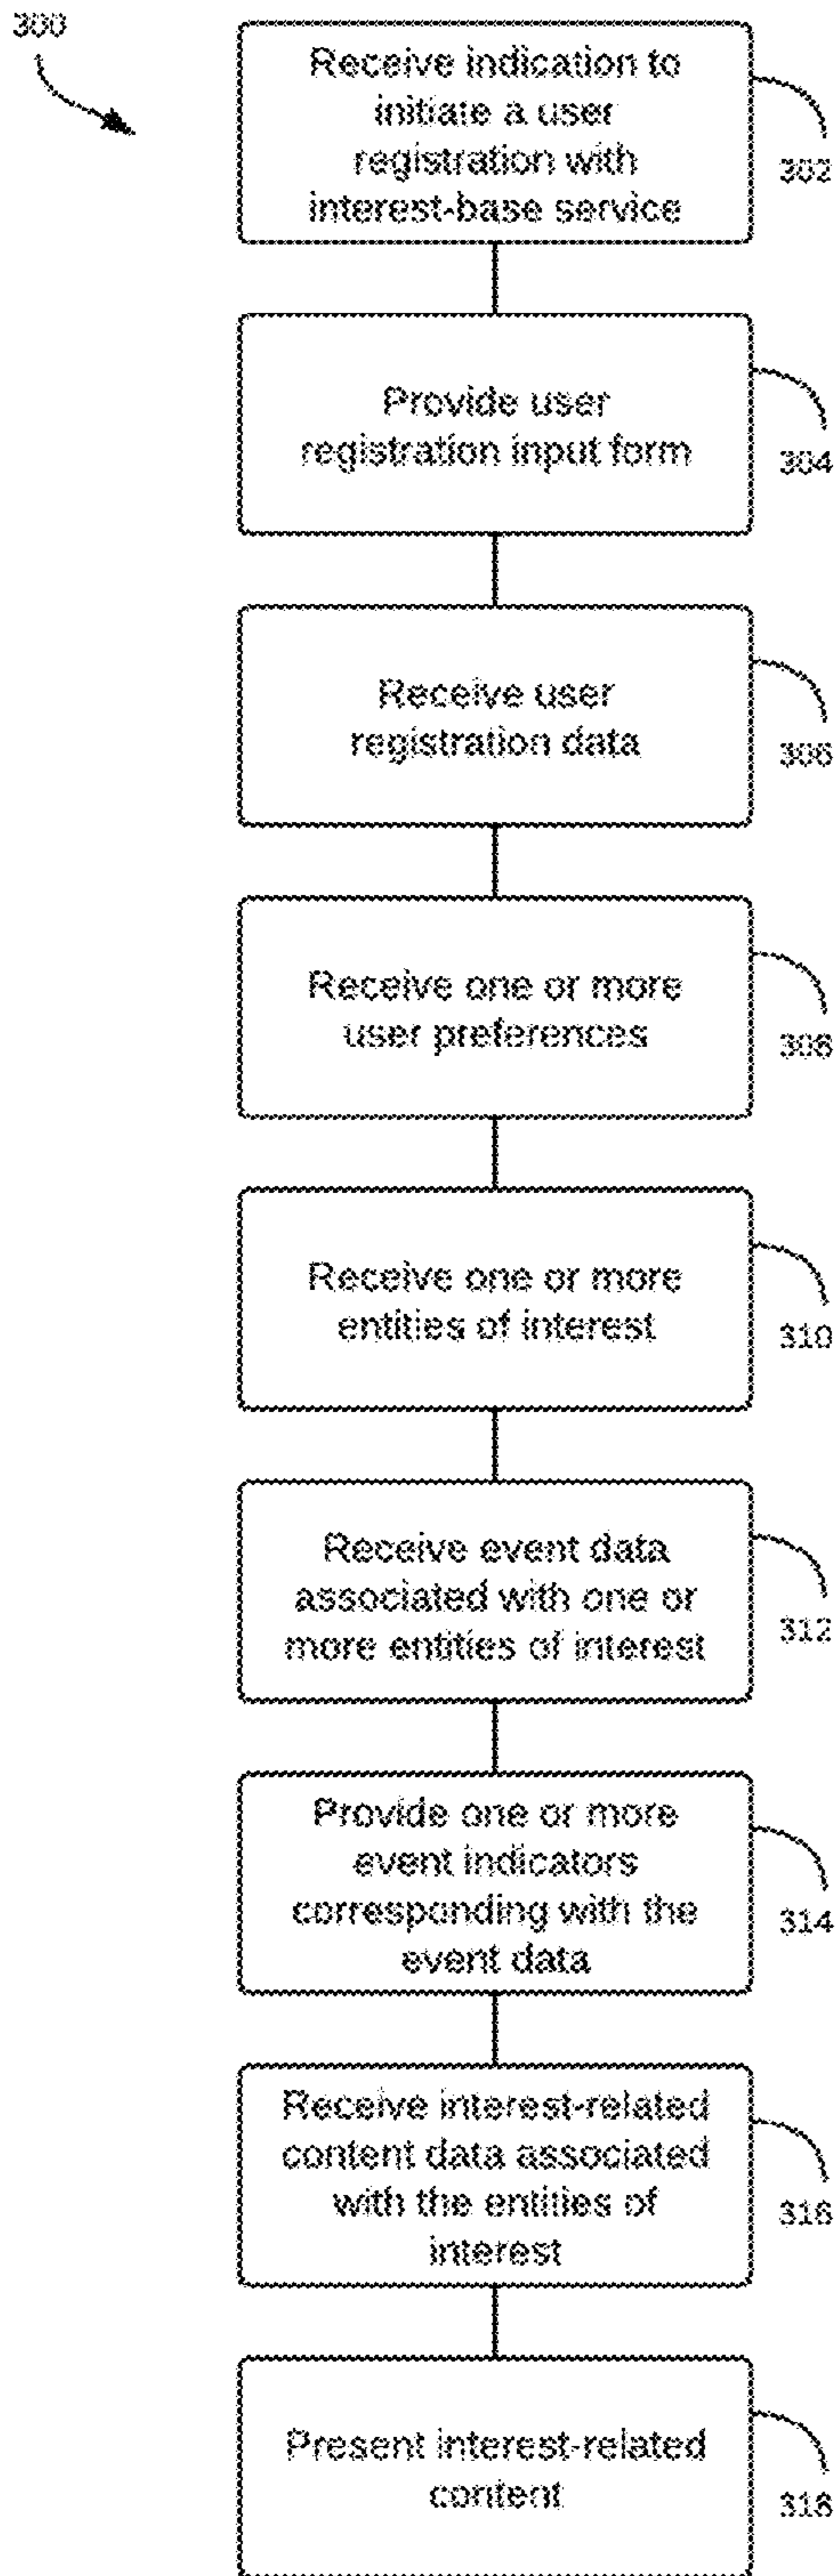 300
Receive indication to
initiate a user
registration with
interest-base service
302
Provide user
registration input form
304
Receive user
registration data
306
Receive one or more
user preferences
308
Receive one or more
entities of interest
310
Receive event data
associated with one or
more entities of interest
312
Provide one or more
event indicators
corresponding with the
event data
314
Receive interest-related
content data associated
with the entities of
interest
316
Present interest-related
content
318